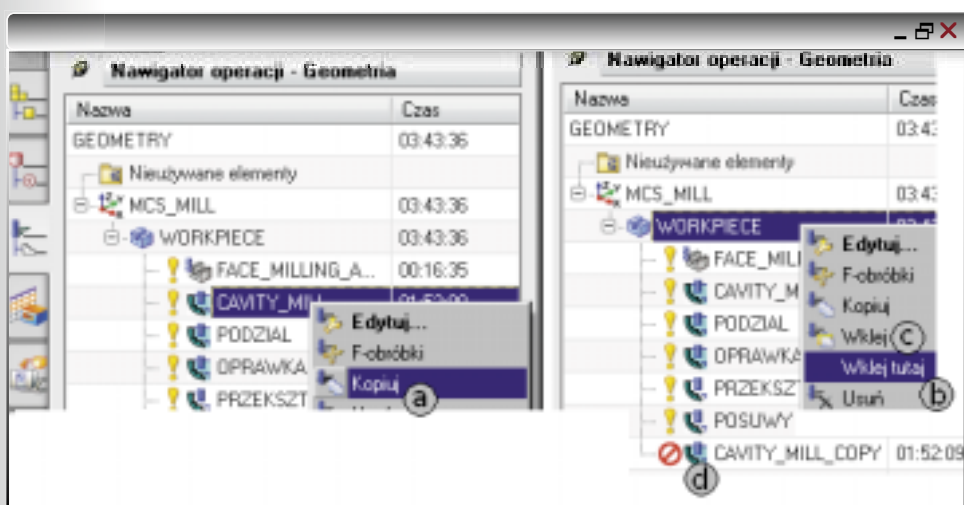 Nawigator operacji - Geometria
Nazwa Czas
GEOMETRY 03:43:36
Nieużywane elementy
MCS_MILL 03:43:36
WORKPIECE 03:43:36
FACE_MILLING_A... 00:16:35
CAVITY_MILL
PODZIAL
OPRAWKA
PRZEKSZT
Edytuj...
F-obróbki
Kopiuj
a
Nawigator operacji - Geometria
Nazwa Czas
GEOMETRY 03:43
Nieużywane elementy
MCS_MILL 03:43
WORKPIECE
FACE_MILL
CAVITY_M
PODZIAL
OPRAWKA
PRZEKSZT
POSUWY
CAVITY_MILL_COPY 01:52:09
Edytuj...
F-obróbki
Kopiuj
Wklej c
Wklej tutaj
Usuń b
d